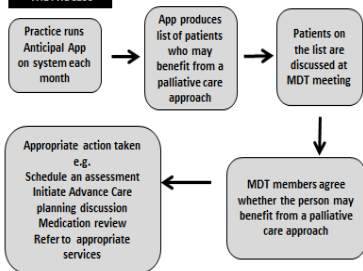 Practice runs
Anticipal App
on system each
month
App produces
list of patients
who may
benefit from a
palliative care
approach
Patients on
the list are
discussed at
MDT meeting
MDT members agree
whether the person may
benefit from a palliative
care approach
Appropriate action taken
e.g.
Schedule an assessment
Initiate Advance Care
planning discussion
Medication review
Refer to appropriate
services